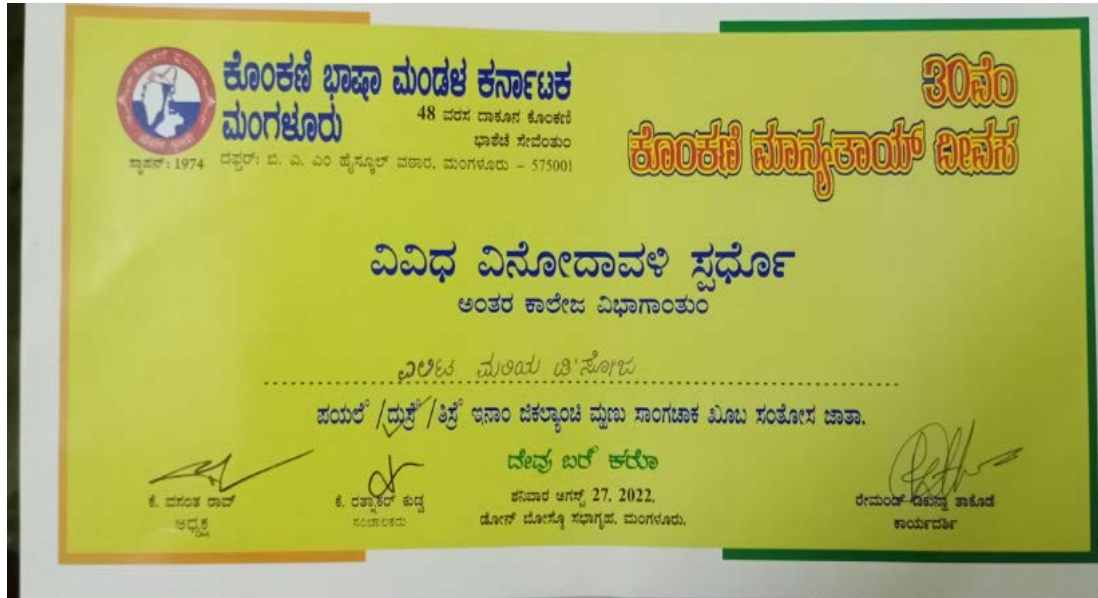 ಕೊಂಕಣಿ ಭಾಷಾ ಮಂಡಳ ಕರ್ನಾಟಕ
ಮಂಗಳೂರು
48 ವರಸ ದಾಕೂನ ಕೊಂಕಣಿ
ಭಾಶೆಚೆ ಸೇವೆಂತುಂ
ಸ್ಥಾಪನ್: 1974
ದಫ್ತರ್: ಬಿ. ಎ. ಎಂ ಹೈಸ್ಕೂಲ್ ವಠಾರ, ಮಂಗಳೂರು – 575001
30ವೆಂ
ಕೊಂಕಣಿ ಮಾನ್ಯತಾಯ್ ದೀವಸ
ವಿವಿಧ ವಿನೋದಾವಳಿ ಸ್ಪರ್ಧೊ
ಅಂತರ ಕಾಲೇಜ ವಿಭಾಗಾಂತುಂ
ಎಲಿಟ ಮರಿಯ ಡಿ'ಸೋಜ
ಪಯಲೆ /ದುಸ್ರೆ /ತಿಸ್ರೆ ಇನಾಂ ಜಿಕಲ್ಯಾಂಚಿ ಮ್ಹಣು ಸಾಂಗಚಾಕ ಖೂಬ ಸಂತೋಸ ಜಾತಾ.
ದೇವು ಬರೆ ಕರೊ
ಶನಿವಾರ ಆಗಸ್ಟ್ 27, 2022,
ಡೋನ್ ಬೋಸ್ಕೊ ಸಭಾಗೃಹ, ಮಂಗಳೂರು.
ಕೆ. ವಸಂತ ರಾವ್
ಅಧ್ಯಕ್ಷ
ಕೆ. ರತ್ನಾಕರ್ ಕುಡ್ವ
ಸಂಚಾಲಕರು
ರೇಮಂಡ್ ಡಿಕುನ್ಹಾ ತಾಕೊಡೆ
ಕಾರ್ಯದರ್ಶಿ